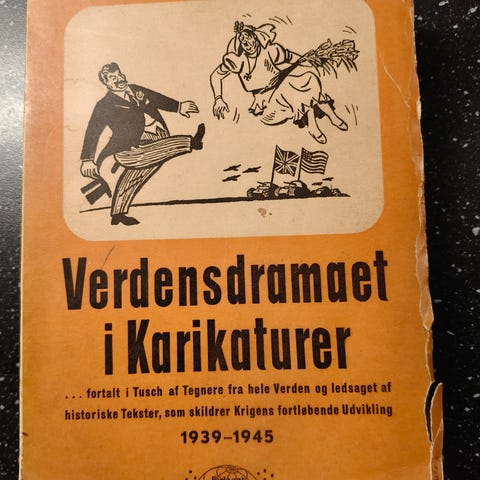 Verdensdramaet
i Karikaturer
... fortalt i Tusch af Tegnere fra hele Verden og ledsaget af
historiske Tekster, som skildrer Krigens fortløbende Udvikling
1939-1945